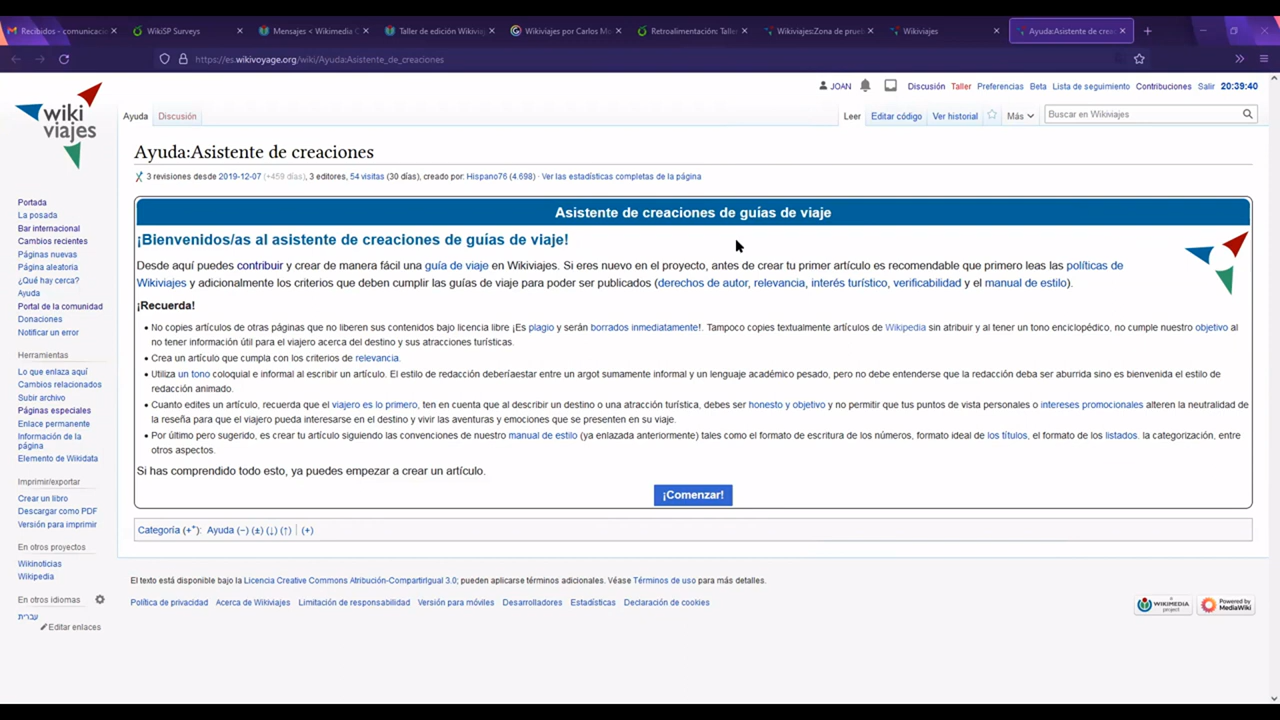 Recibidos - comunicaci
WikiSP Surveys
Mensajes < Wikimedia C
Taller de edición Wikivia
Wikiviajes por Carlos Mo
Retroalimentación: Taller
Wikiviajes:Zona de prue
Wikiviajes
Ayuda:Asistente de crea
https://es.wikivoyage.org/wiki/Ayuda:Asistente_de_creaciones
wiki
viajes
JOAN Discusión Taller Preferencias Beta Lista de seguimiento Contribuciones Salir 20:39:40
Ayuda Discusión Leer Editar código Ver historial Más Buscar en Wikiviajes
Ayuda:Asistente de creaciones
3 revisiones desde 2019-12-07 (+459 días), 3 editores, 54 visitas (30 días), creado por: Hispano76 (4.698) · Ver las estadísticas completas de la página
Asistente de creaciones de guías de viaje
¡Bienvenidos/as al asistente de creaciones de guías de viaje!
Desde aquí puedes contribuir y crear de manera fácil una guía de viaje en Wikiviajes. Si eres nuevo en el proyecto, antes de crear tu primer artículo es recomendable que primero leas las políticas de
Wikiviajes y adicionalmente los criterios que deben cumplir las guías de viaje para poder ser publicados (derechos de autor, relevancia, interés turístico, verificabilidad y el manual de estilo).
¡Recuerda!
• No copies artículos de otras páginas que no liberen sus contenidos bajo licencia libre ¡Es plagio y serán borrados inmediatamente!. Tampoco copies textualmente artículos de Wikipedia sin atribuir y al tener un tono enciclopédico, no cumple nuestro objetivo al
no tener información útil para el viajero acerca del destino y sus atracciones turísticas.
• Crea un artículo que cumpla con los criterios de relevancia.
• Utiliza un tono coloquial e informal al escribir un artículo. El estilo de redacción deberíaestar entre un argot sumamente informal y un lenguaje académico pesado, pero no debe entenderse que la redacción deba ser aburrida sino es bienvenida el estilo de
redacción animado.
• Cuanto edites un artículo, recuerda que el viajero es lo primero, ten en cuenta que al describir un destino o una atracción turística, debes ser honesto y objetivo y no permitir que tus puntos de vista personales o intereses promocionales alteren la neutralidad de
la reseña para que el viajero pueda interesarse en el destino y vivir las aventuras y emociones que se presenten en su viaje.
• Por último pero sugerido, es crear tu artículo siguiendo las convenciones de nuestro manual de estilo (ya enlazada anteriormente) tales como el formato de escritura de los números, formato ideal de los títulos, el formato de los listados. la categorización, entre
otros aspectos.
Si has comprendido todo esto, ya puedes empezar a crear un artículo.
¡Comenzar!
Categoría (+⁺): Ayuda (−) (±) (↓) (↑) | (+)
Portada
La posada
Bar internacional
Cambios recientes
Páginas nuevas
Página aleatoria
¿Qué hay cerca?
Ayuda
Portal de la comunidad
Donaciones
Notificar un error
Herramientas
Lo que enlaza aquí
Cambios relacionados
Subir archivo
Páginas especiales
Enlace permanente
Información de la
página
Elemento de Wikidata
Imprimir/exportar
Crear un libro
Descargar como PDF
Versión para imprimir
En otros proyectos
Wikinoticias
Wikipedia
En otros idiomas
עברית
Editar enlaces
El texto está disponible bajo la Licencia Creative Commons Atribución-CompartirIgual 3.0; pueden aplicarse términos adicionales. Véase Términos de uso para más detalles.
Política de privacidad Acerca de Wikiviajes Limitación de responsabilidad Versión para móviles Desarrolladores Estadísticas Declaración de cookies
WIKIMEDIA
project
Powered by
MediaWiki